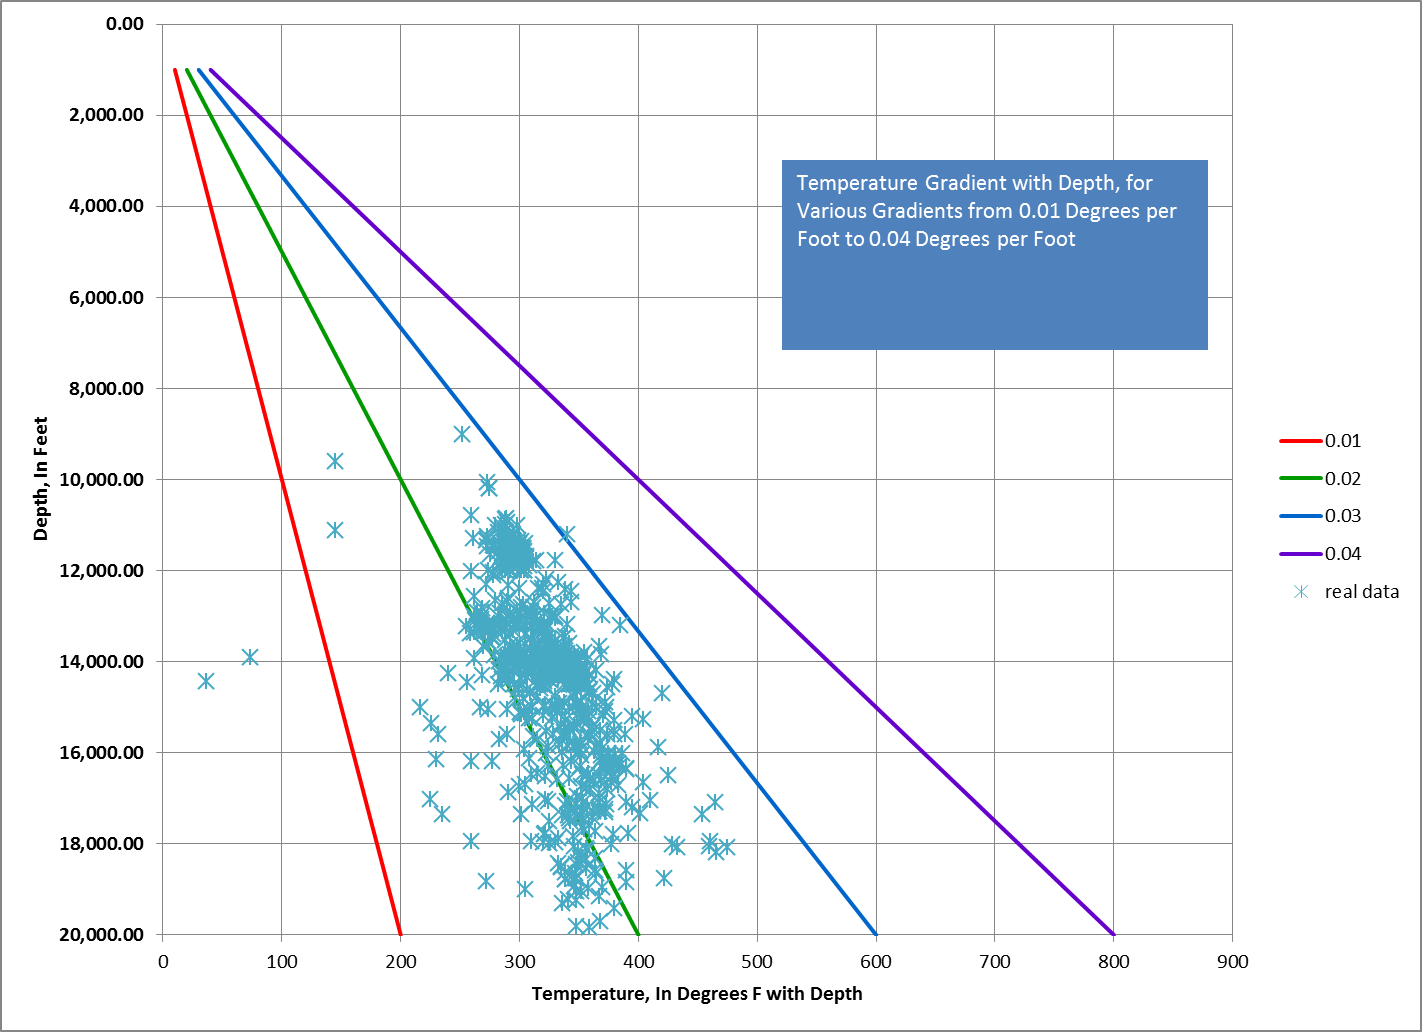 0.00
2,000.00
4,000.00
6,000.00
8,000.00
10,000.00
12,000.00
14,000.00
16,000.00
18,000.00
20,000.00
Depth, In Feet
0 100 200 300 400 500 600 700 800 900
Temperature, In Degrees F with Depth
Temperature Gradient with Depth, for
Various Gradients from 0.01 Degrees per
Foot to 0.04 Degrees per Foot
0.01
0.02
0.03
0.04
real data